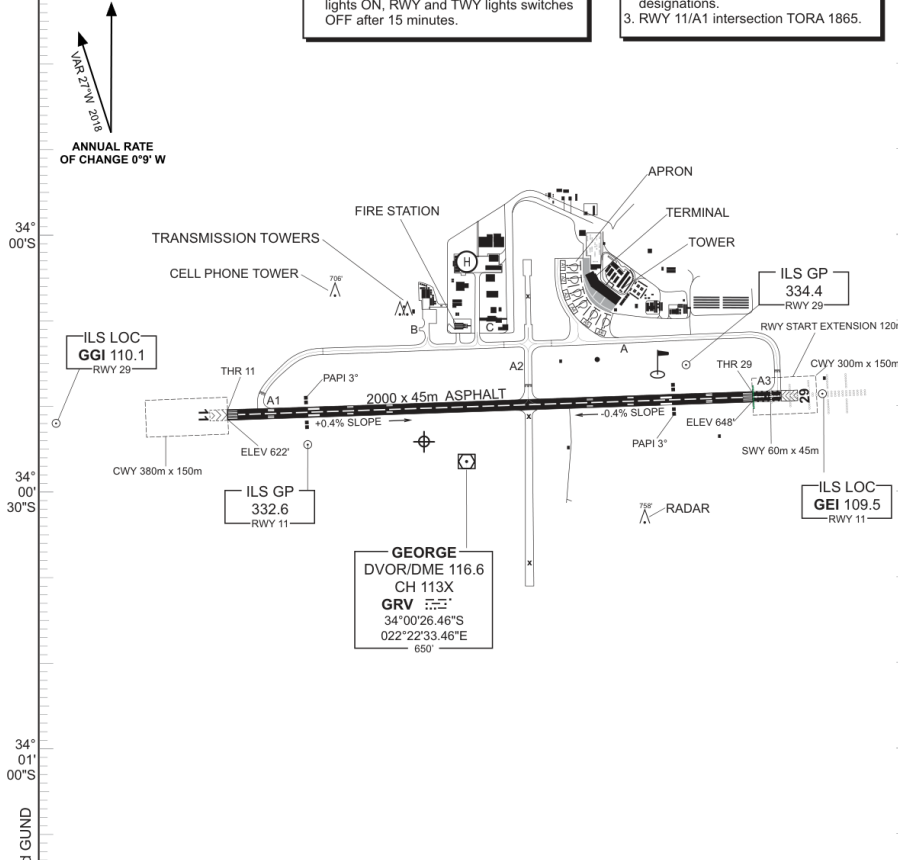 lights ON, RWY and TWY lights switches
OFF after 15 minutes.
designations.
3. RWY 11/A1 intersection TORA 1865.
VAR 27°W 2018
ANNUAL RATE
OF CHANGE 0°9' W
34°
00'S
APRON
FIRE STATION
TERMINAL
TRANSMISSION TOWERS
TOWER
CELL PHONE TOWER
706'
H
ILS GP
334.4
RWY 29
B
C
RWY START EXTENSION 120m
ILS LOC
GGI 110.1
RWY 29
A
A2
THR 11
PAPI 3°
THR 29
A3
CWY 300m x 150m
A1
2000 x 45m ASPHALT
11
29
+0.4% SLOPE
-0.4% SLOPE
ELEV 622'
PAPI 3°
ELEV 648'
CWY 380m x 150m
SWY 60m x 45m
34°
00'
30"S
ILS GP
332.6
RWY 11
758'
RADAR
ILS LOC
GEI 109.5
RWY 11
GEORGE
DVOR/DME 116.6
CH 113X
GRV
34°00'26.46"S
022°22'33.46"E
650'
34°
01'
00"S
GUND